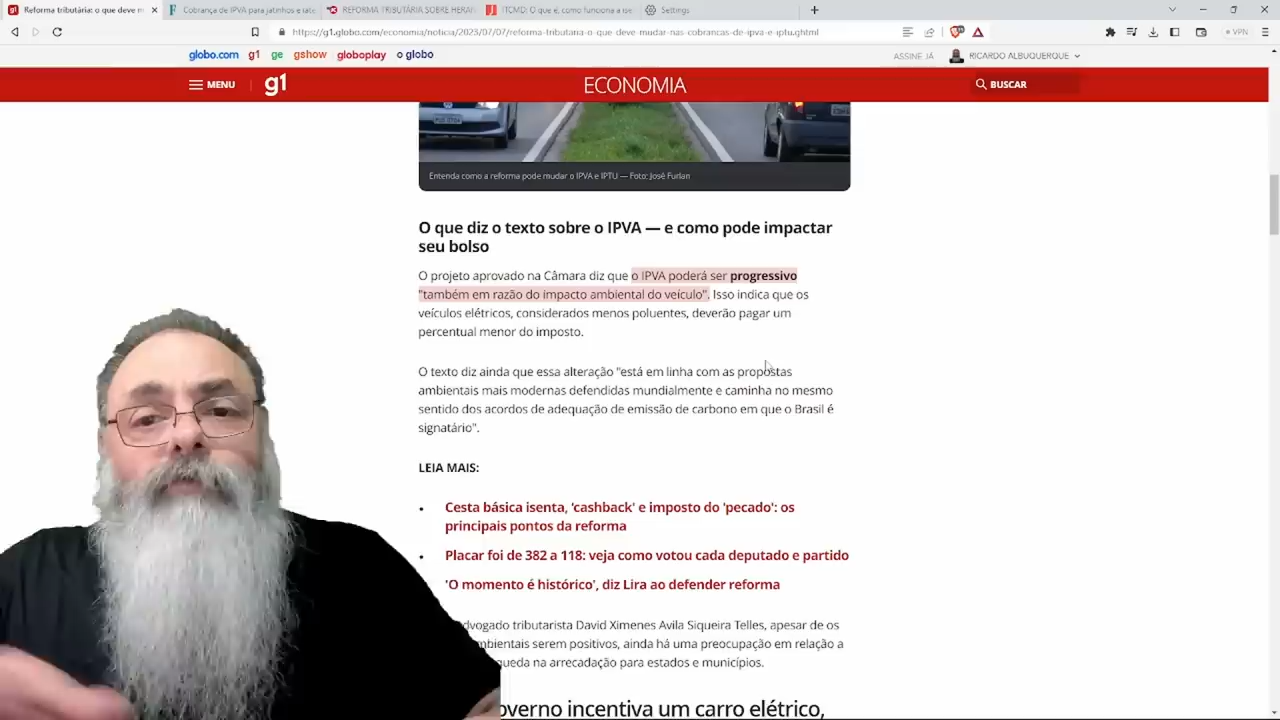 Reforma tributária: o que deve m
Cobrança de IPVA para jatinhos e iate
REFORMA TRIBUTÁRIA SOBRE HERAN
ITCMD: O que é, como funciona a ise
Settings
https://g1.globo.com/economia/noticia/2023/07/07/reforma-tributaria-o-que-deve-mudar-nas-cobrancas-de-ipva-e-iptu.ghtml
VPN
globo.com g1 ge gshow globoplay o globo
ASSINE JÁ
RICARDO ALBUQUERQUE
MENU
g1
ECONOMIA
BUSCAR
Entenda como a reforma pode mudar o IPVA e IPTU — Foto: José Furlan
O que diz o texto sobre o IPVA — e como pode impactar
seu bolso
O projeto aprovado na Câmara diz que o IPVA poderá ser progressivo
"também em razão do impacto ambiental do veículo". Isso indica que os
veículos elétricos, considerados menos poluentes, deverão pagar um
percentual menor do imposto.
O texto diz ainda que essa alteração "está em linha com as propostas
ambientais mais modernas defendidas mundialmente e caminha no mesmo
sentido dos acordos de adequação de emissão de carbono em que o Brasil é
signatário".
LEIA MAIS:
• Cesta básica isenta, 'cashback' e imposto do 'pecado': os
principais pontos da reforma
• Placar foi de 382 a 118: veja como votou cada deputado e partido
'O momento é histórico', diz Lira ao defender reforma
dvogado tributarista David Ximenes Avila Siqueira Telles, apesar de os
mbientais serem positivos, ainda há uma preocupação em relação a
ueda na arrecadação para estados e municípios.
overno incentiva um carro elétrico,